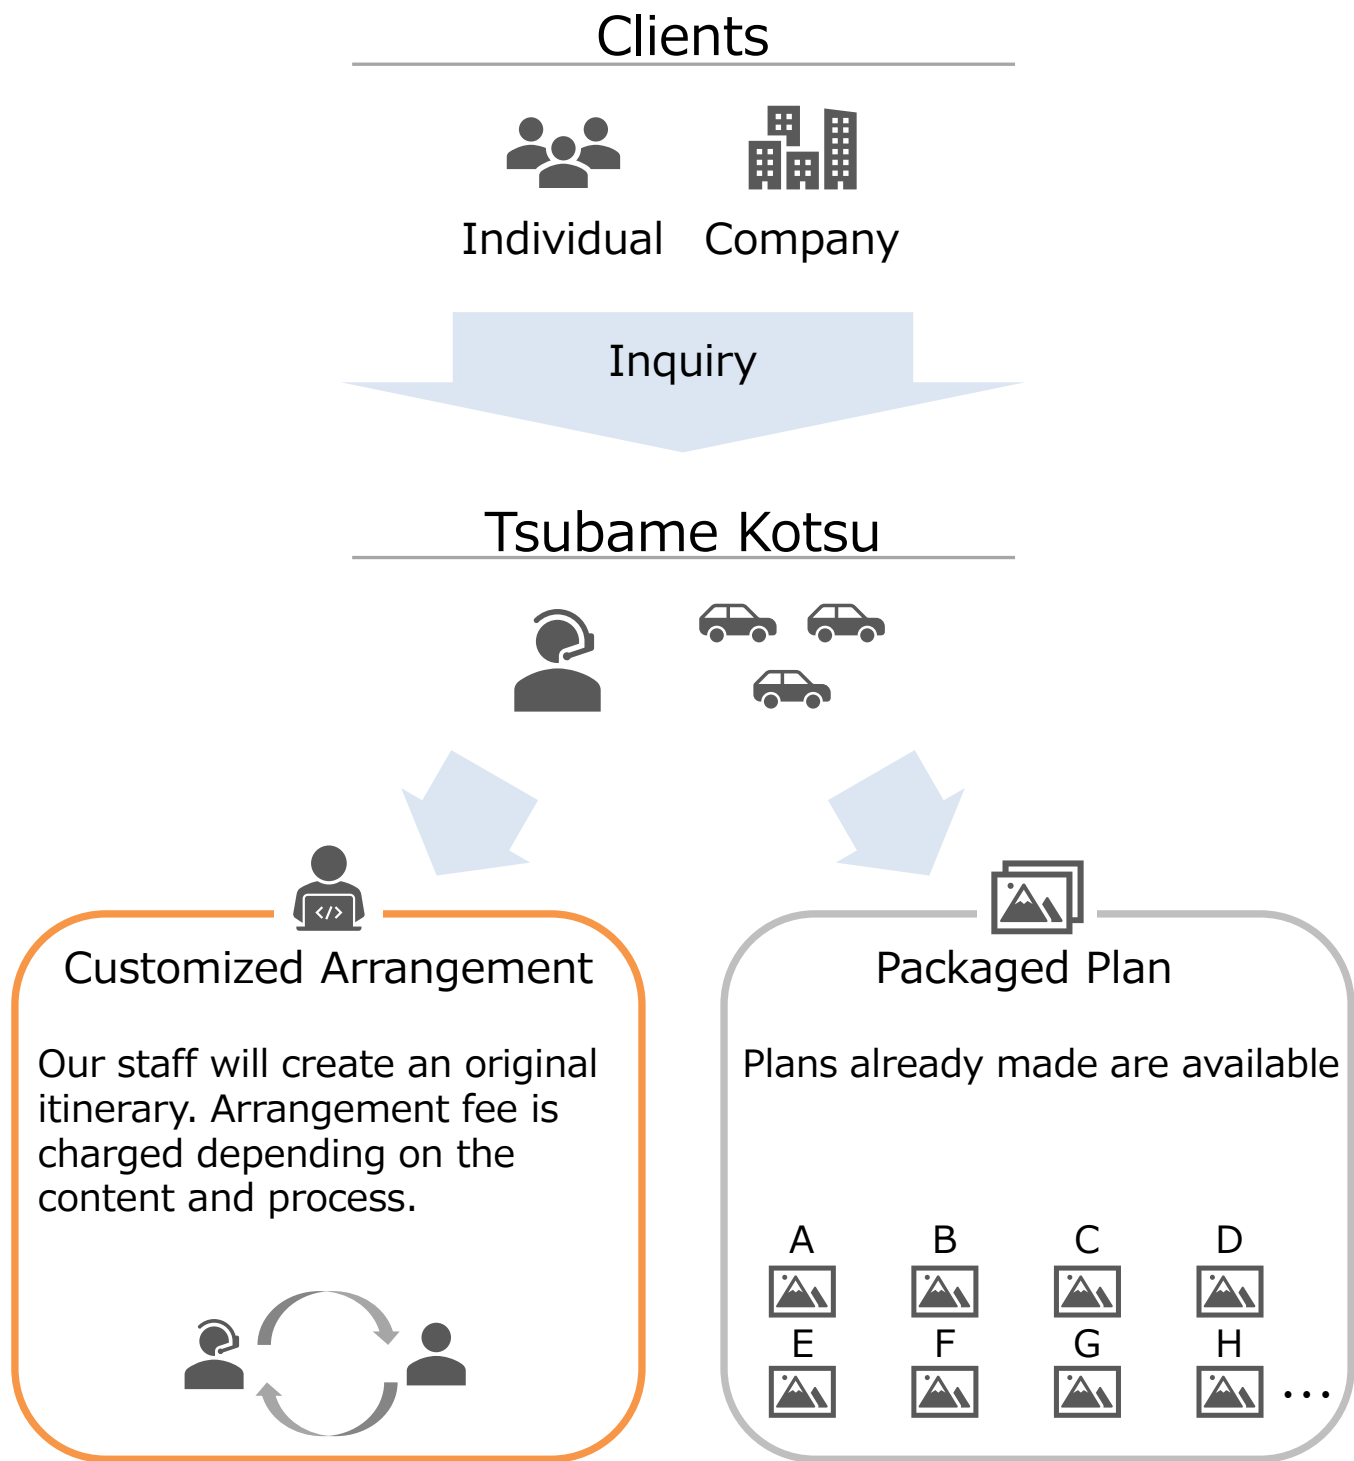 Clients
Individual Company
Inquiry
Tsubame Kotsu
</>
Customized Arrangement
Our staff will create an original
itinerary. Arrangement fee is
charged depending on the
content and process.
Packaged Plan
Plans already made are available
A B C D
E F G H ...